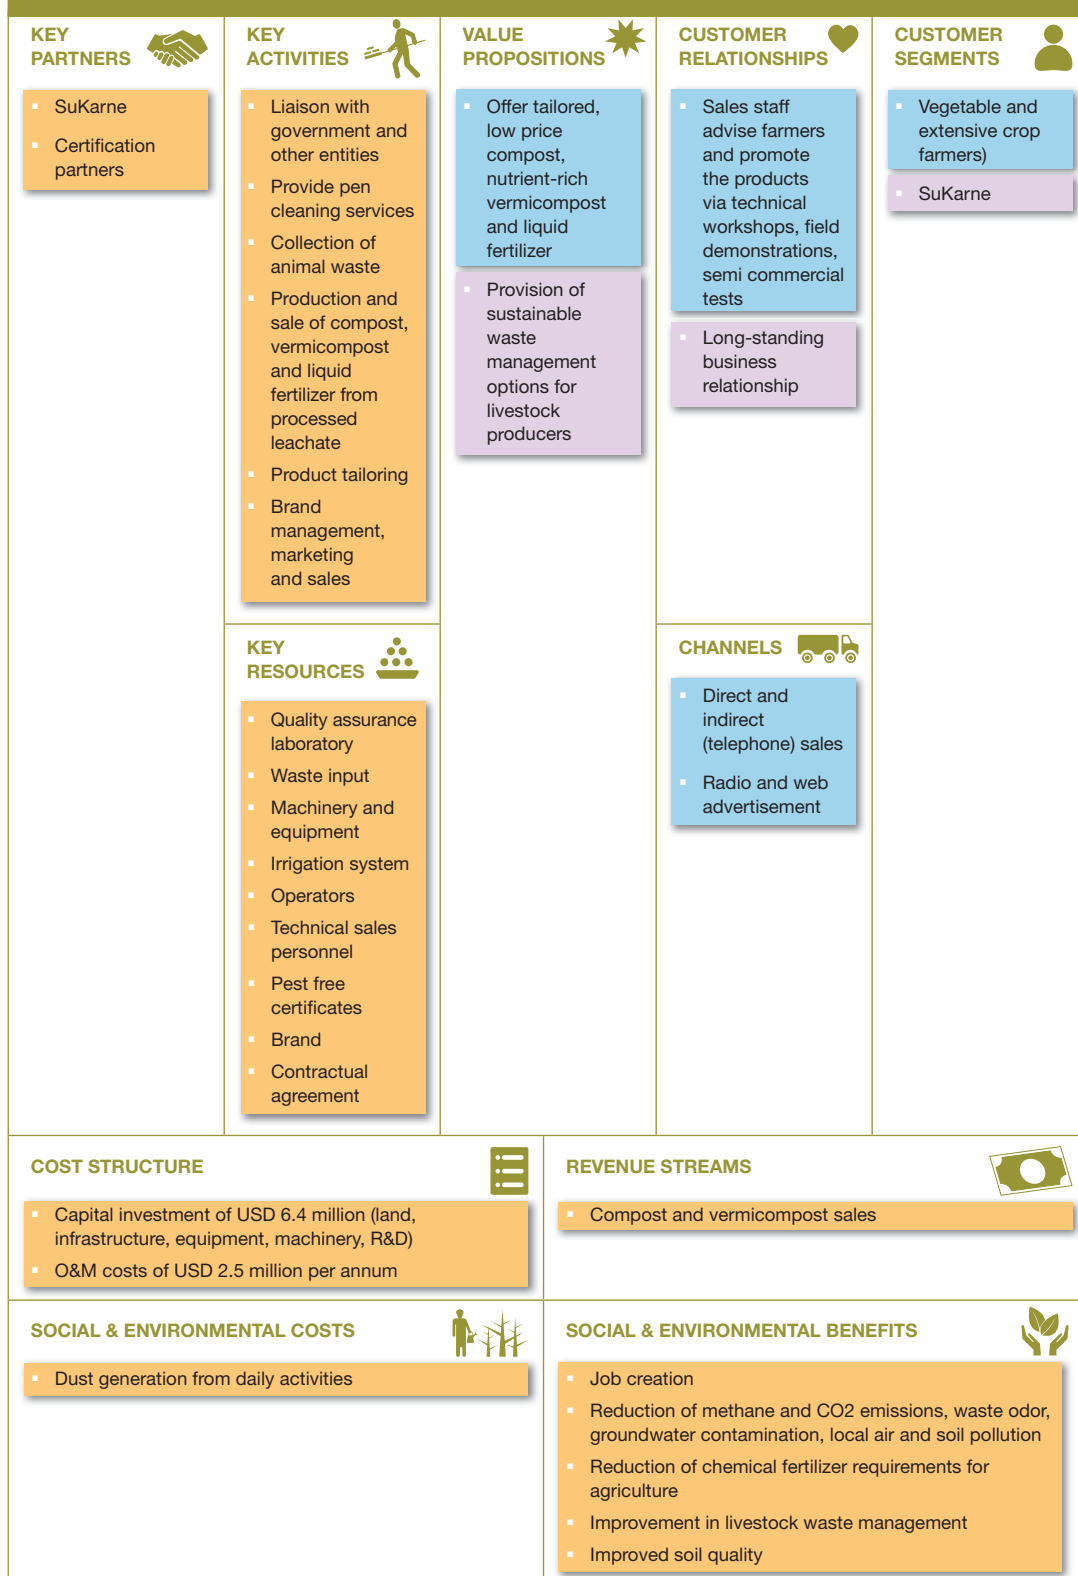 KEY
PARTNERS
▪ SuKarne
▪ Certification
partners
KEY
ACTIVITIES
▪ Liaison with
government and
other entities
▪ Provide pen
cleaning services
▪ Collection of
animal waste
▪ Production and
sale of compost,
vermicompost
and liquid
fertilizer from
processed
leachate
▪ Product tailoring
▪ Brand
management,
marketing
and sales
KEY
RESOURCES
▪ Quality assurance
laboratory
▪ Waste input
▪ Machinery and
equipment
▪ Irrigation system
▪ Operators
▪ Technical sales
personnel
▪ Pest free
certificates
▪ Brand
▪ Contractual
agreement
VALUE
PROPOSITIONS
▪ Offer tailored,
low price
compost,
nutrient-rich
vermicompost
and liquid
fertilizer
▪ Provision of
sustainable
waste
management
options for
livestock
producers
CUSTOMER
RELATIONSHIPS
▪ Sales staff
advise farmers
and promote
the products
via technical
workshops, field
demonstrations,
semi commercial
tests
▪ Long-standing
business
relationship
CHANNELS
▪ Direct and
indirect
(telephone) sales
▪ Radio and web
advertisement
CUSTOMER
SEGMENTS
▪ Vegetable and
extensive crop
farmers)
▪ SuKarne
COST STRUCTURE
▪ Capital investment of USD 6.4 million (land,
infrastructure, equipment, machinery, R&D)
▪ O&M costs of USD 2.5 million per annum
REVENUE STREAMS
▪ Compost and vermicompost sales
SOCIAL & ENVIRONMENTAL COSTS
▪ Dust generation from daily activities
SOCIAL & ENVIRONMENTAL BENEFITS
▪ Job creation
▪ Reduction of methane and CO2 emissions, waste odor,
groundwater contamination, local air and soil pollution
▪ Reduction of chemical fertilizer requirements for
agriculture
▪ Improvement in livestock waste management
▪ Improved soil quality